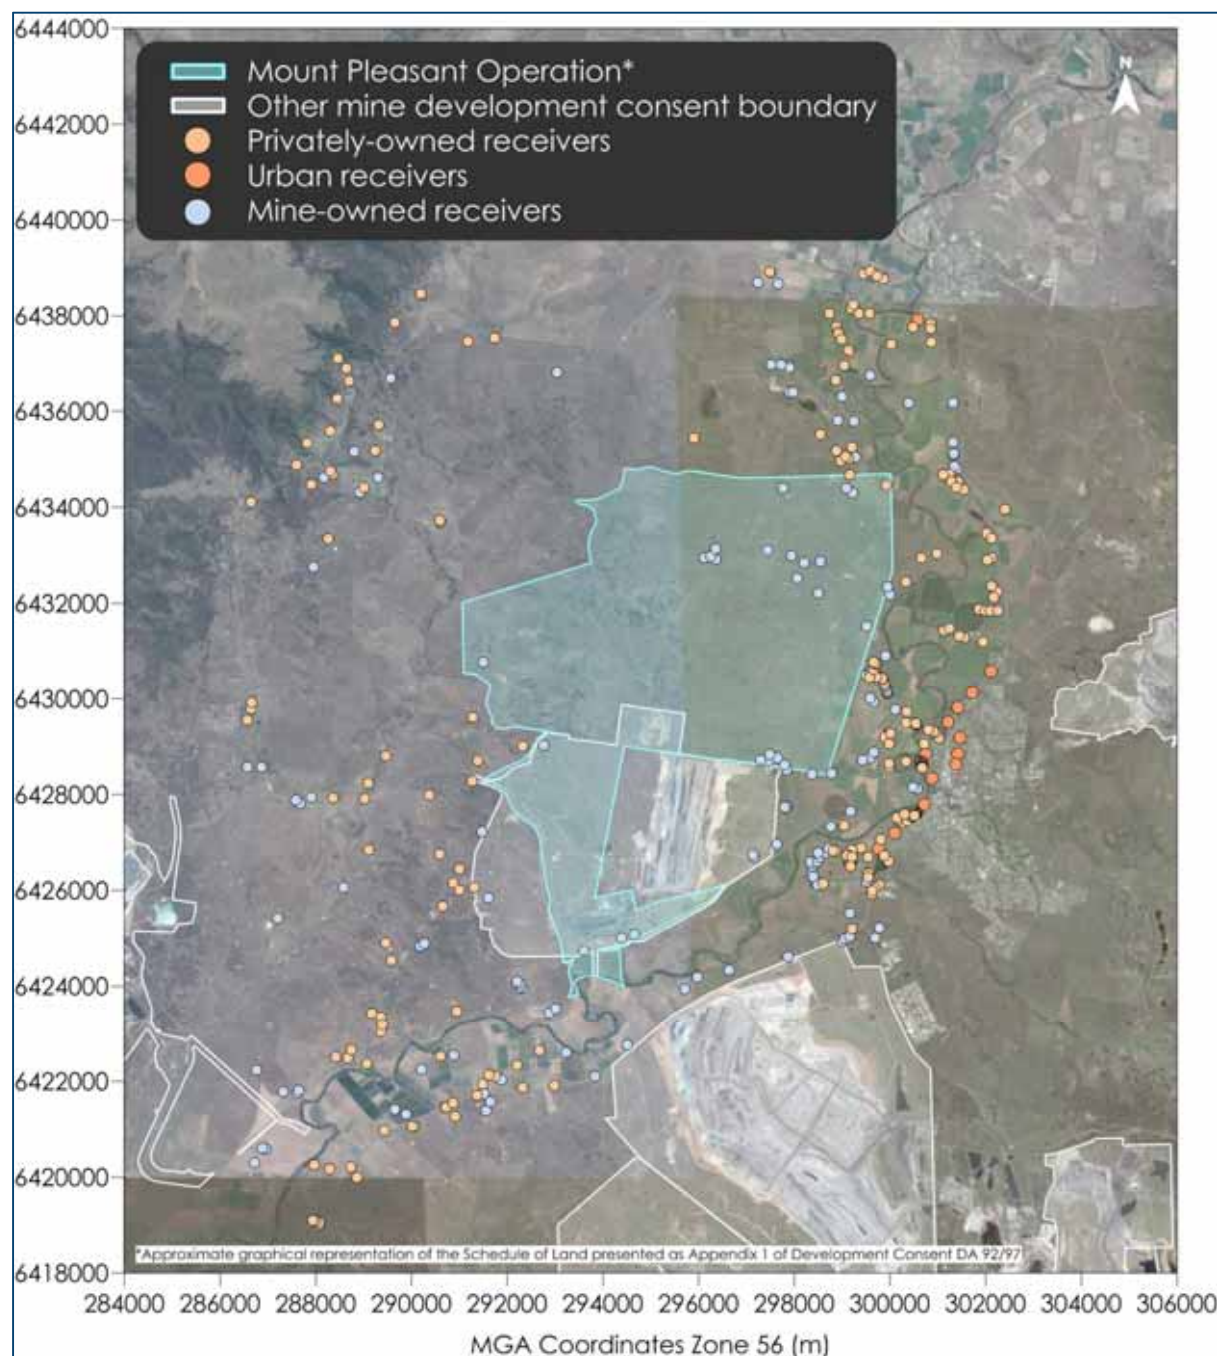 6444000
Mount Pleasant Operation*
Other mine development consent boundary
Privately-owned receivers
Urban receivers
Mine-owned receivers
N
6442000
6440000
6438000
6436000
6434000
6432000
6430000
6428000
6426000
6424000
6422000
6420000
6418000
*Approximate graphical representation of the Schedule of Land presented as Appendix 1 of Development Consent DA 92/97
284000 286000 288000 290000 292000 294000 296000 298000 300000 302000 304000 306000
MGA Coordinates Zone 56 (m)